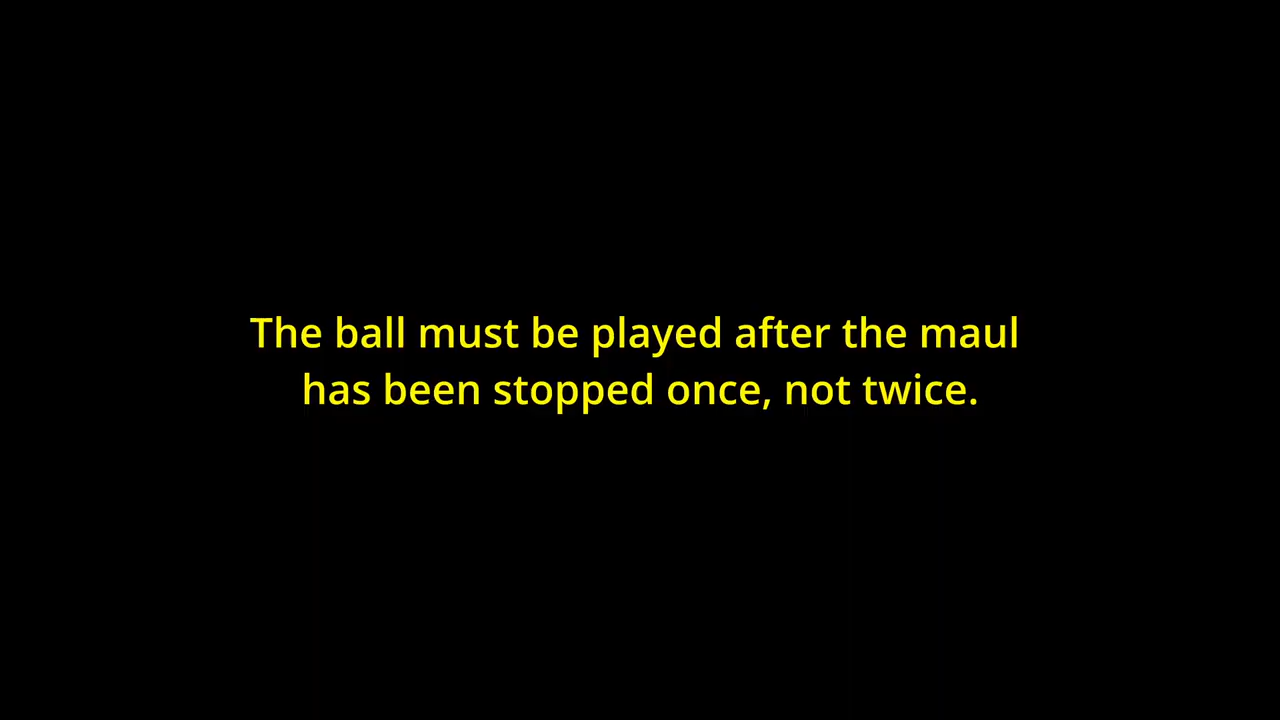 The ball must be played after the maul
has been stopped once, not twice.